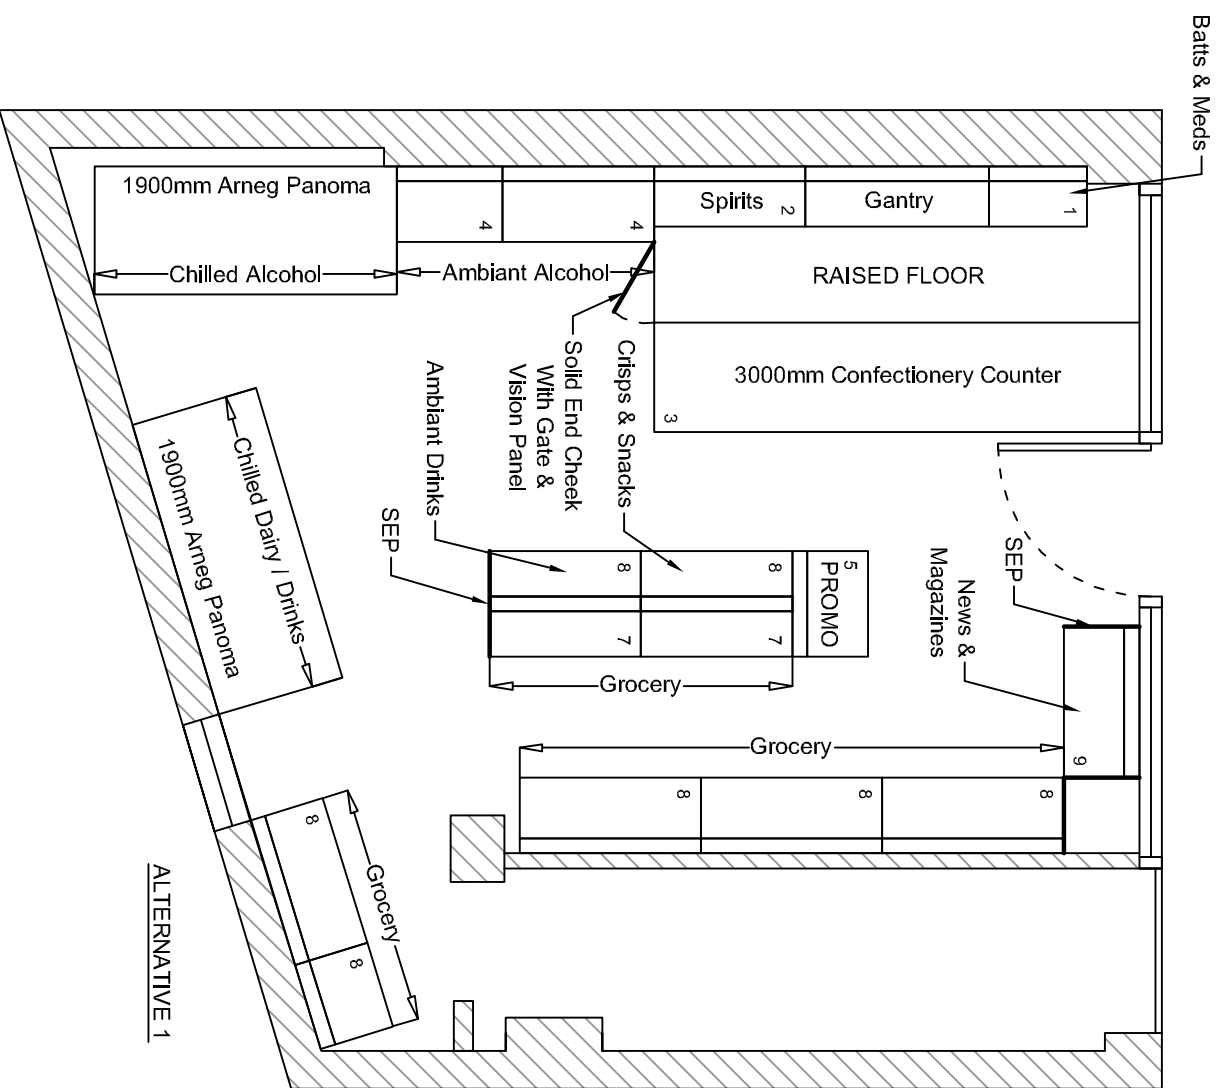 Batts & Meds
1900mm Arneg Panoma
Spirits
2
Gantry
1
4
4
Chilled Alcohol
Ambiant Alcohol
RAISED FLOOR
3000mm Confectionery Counter
3
Solid End Cheek
With Gate &
Vision Panel
Crisps & Snacks
Ambiant Drinks
SEP
Chilled Dairy / Drinks
1900mm Arneg Panoma
8
8
7
7
5
PROMO
Grocery
SEP
News &
Magazines
9
Grocery
8
8
8
Grocery
8
8
ALTERNATIVE 1